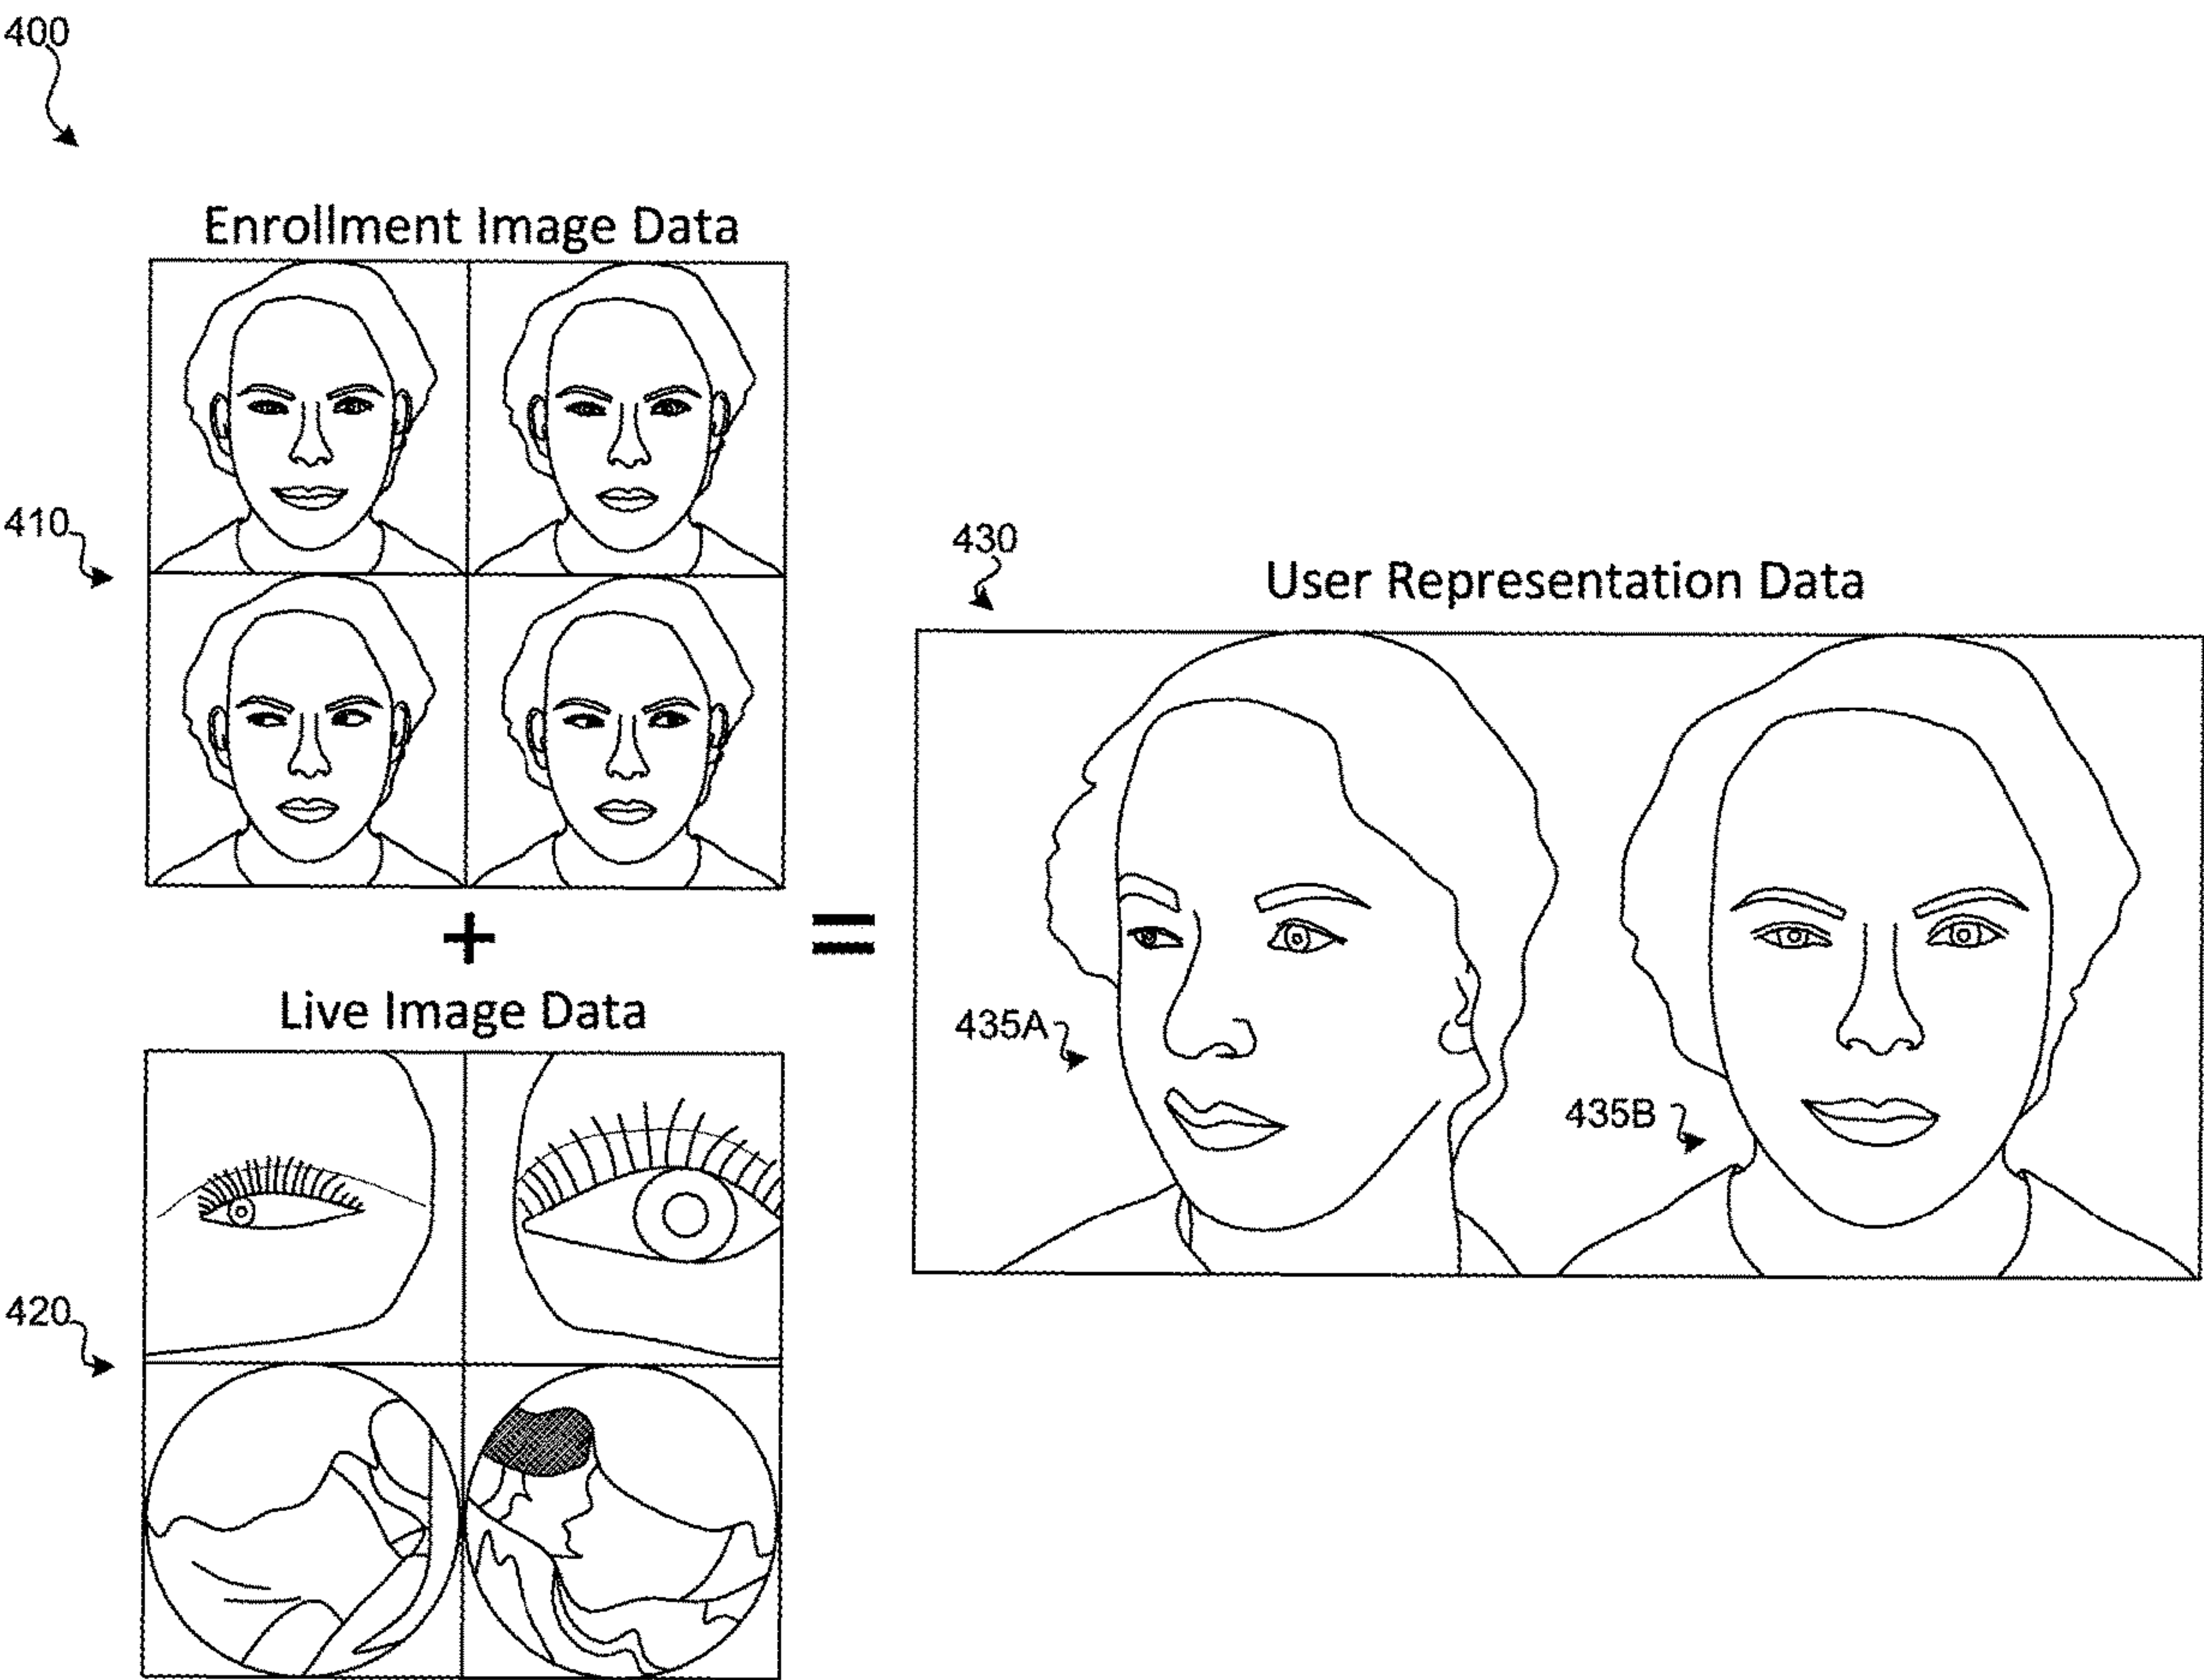 400
Enrollment Image Data
410
+
=
Live Image Data
420
430
User Representation Data
435A
435B